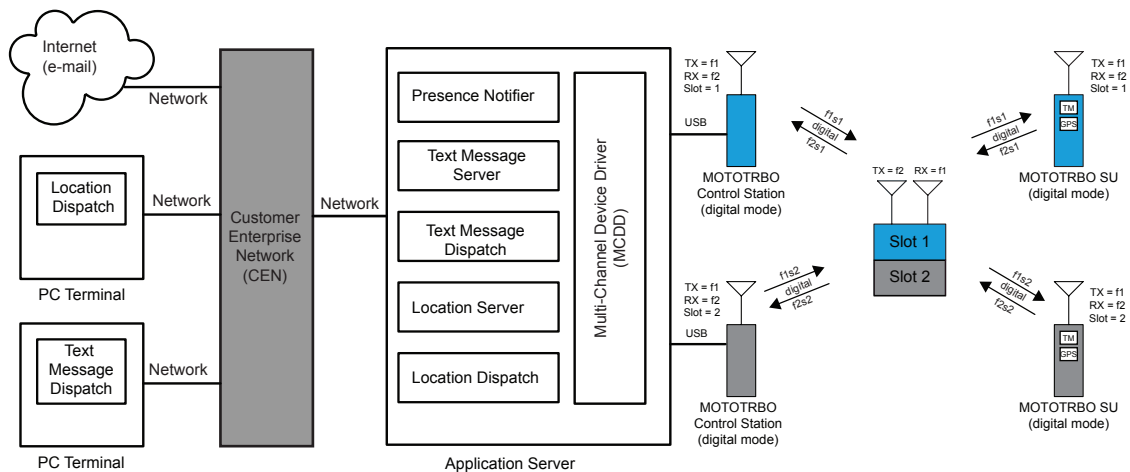 Internet
(e-mail)
Network
Location
Dispatch
PC Terminal
Network
Text
Message
Dispatch
PC Terminal
Network
Customer
Enterprise
Network
(CEN)
Network
Presence Notifier
Text Message
Server
Text Message
Dispatch
Location Server
Location Dispatch
Multi-Channel Device Driver
(MCDD)
Application Server
USB
TX = f1
RX = f2
Slot = 1
MOTOTRBO
Control Station
(digital mode)
f1s1
digital
f2s1
USB
TX = f1
RX = f2
Slot = 2
MOTOTRBO
Control Station
(digital mode)
f1s2
digital
f2s2
TX = f2
RX = f1
Slot 1
Slot 2
f1s1
digital
f2s1
TX = f1
RX = f2
Slot = 1
TM
GPS
MOTOTRBO SU
(digital mode)
f1s2
digital
f2s2
TX = f1
RX = f2
Slot = 2
TM
GPS
MOTOTRBO SU
(digital mode)